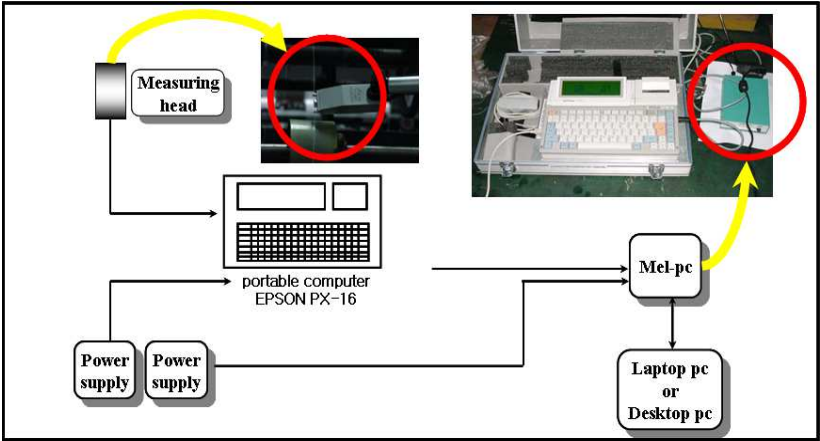 Measuring
head
portable computer
EPSON PX-16
Mel-pc
Power
supply
Power
supply
Laptop pc
or
Desktop pc